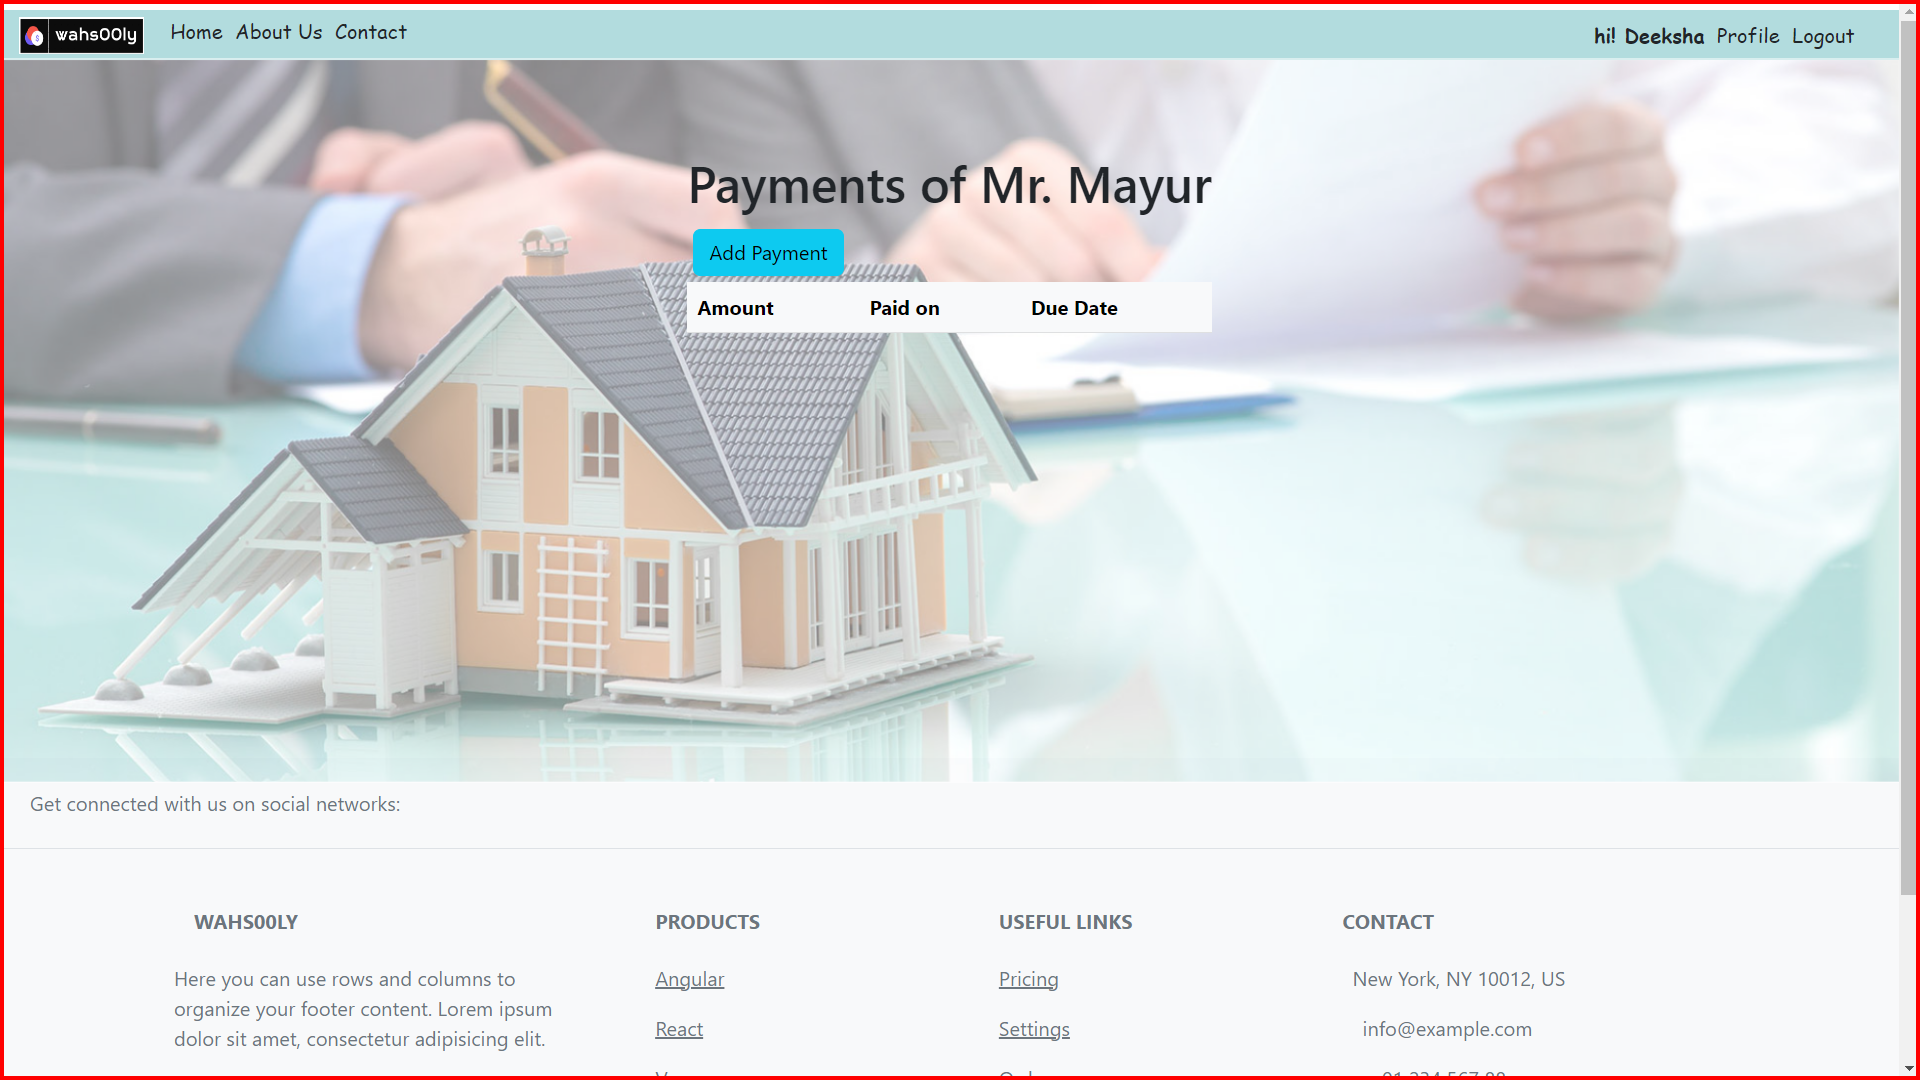 wahs00ly Home About Us Contact hi! Deeksha Profile Logout
Payments of Mr. Mayur
Add Payment
Amount Paid on Due Date
Get connected with us on social networks:
WAHS00LY
Here you can use rows and columns to
organize your footer content. Lorem ipsum
dolor sit amet, consectetur adipisicing elit.
PRODUCTS
Angular
React
USEFUL LINKS
Pricing
Settings
CONTACT
New York, NY 10012, US
info@example.com